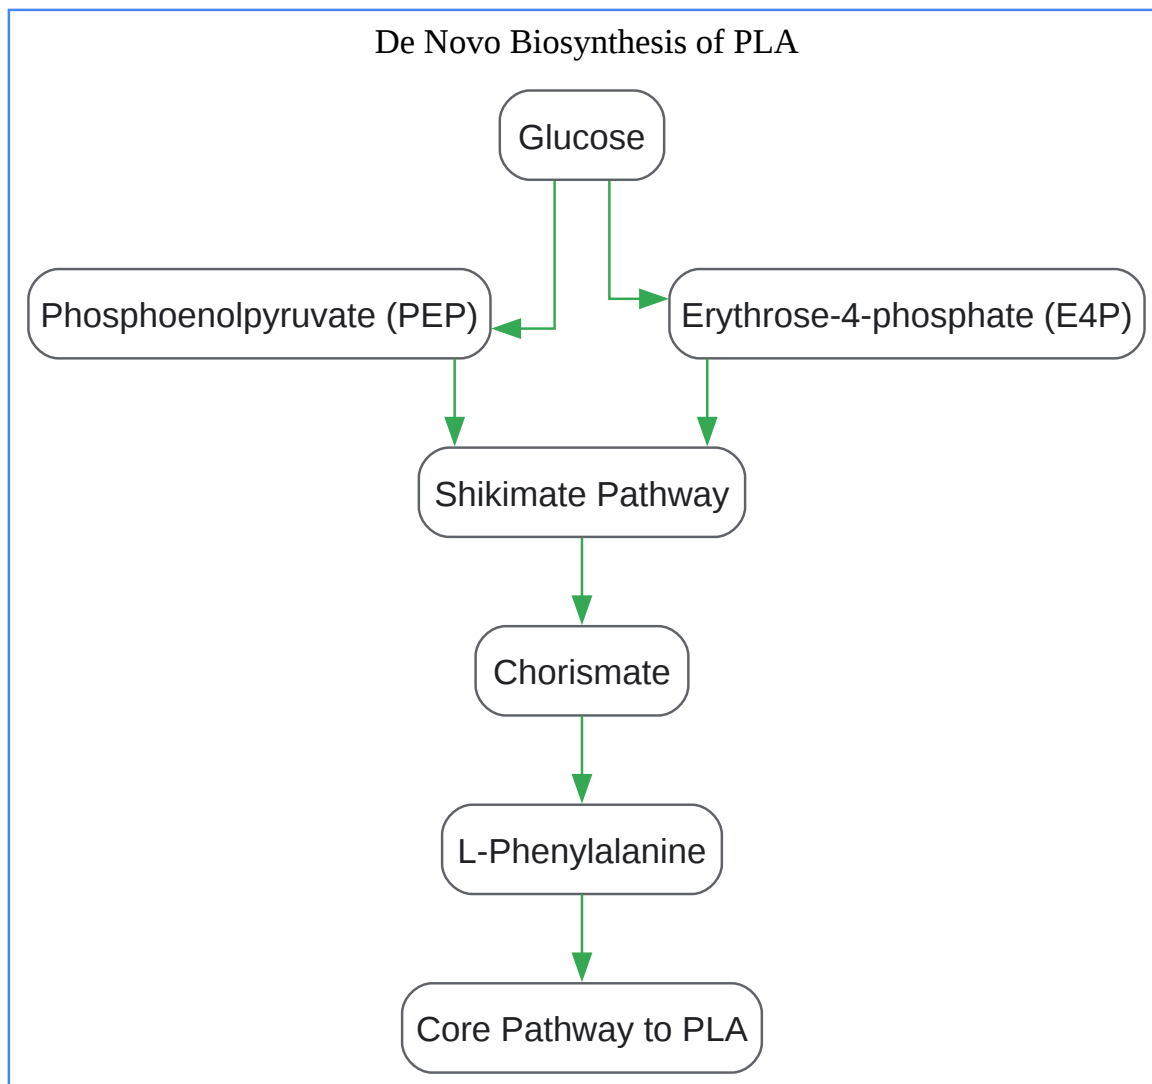 De Novo Biosynthesis of PLA
Glucose
Phosphoenolpyruvate (PEP)
Erythrose-4-phosphate (E4P)
Shikimate Pathway
Chorismate
L-Phenylalanine
Core Pathway to PLA